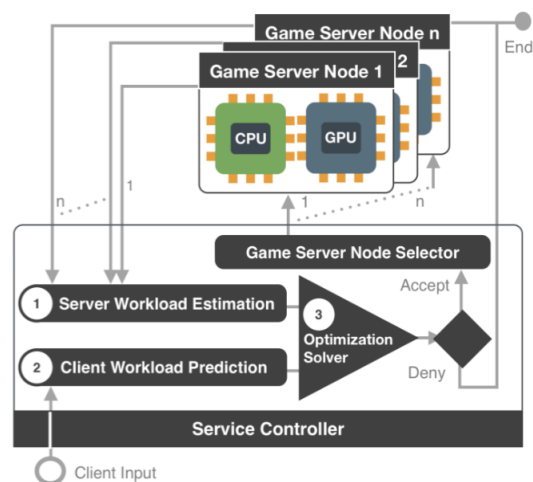 Game Server Node n
End
2
Game Server Node 1
CPU
GPU
n
1
1
n
Game Server Node Selector
Accept
1 Server Workload Estimation
3
Optimization
Solver
2 Client Workload Prediction
Deny
Service Controller
Client Input